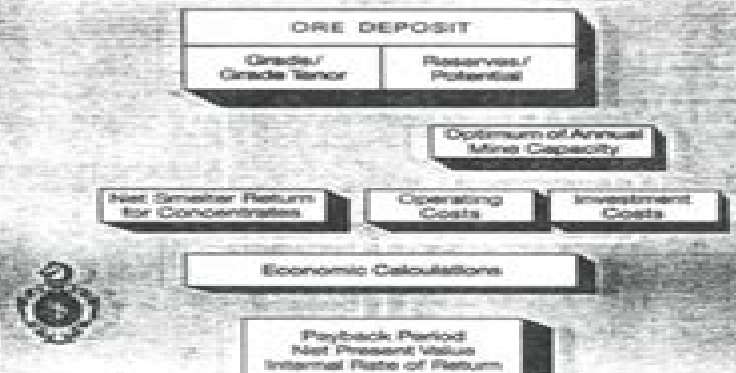 ORE DEPOSIT
Grade/
Grade Tenor
Reserves/
Potential
Optimum of Annual
Mine Capacity
Net Smelter Return
for Concentrates
Operating
Costs
Investment
Costs
Economic Calculations
Payback Period
Net Present Value
Internal Rate of Return